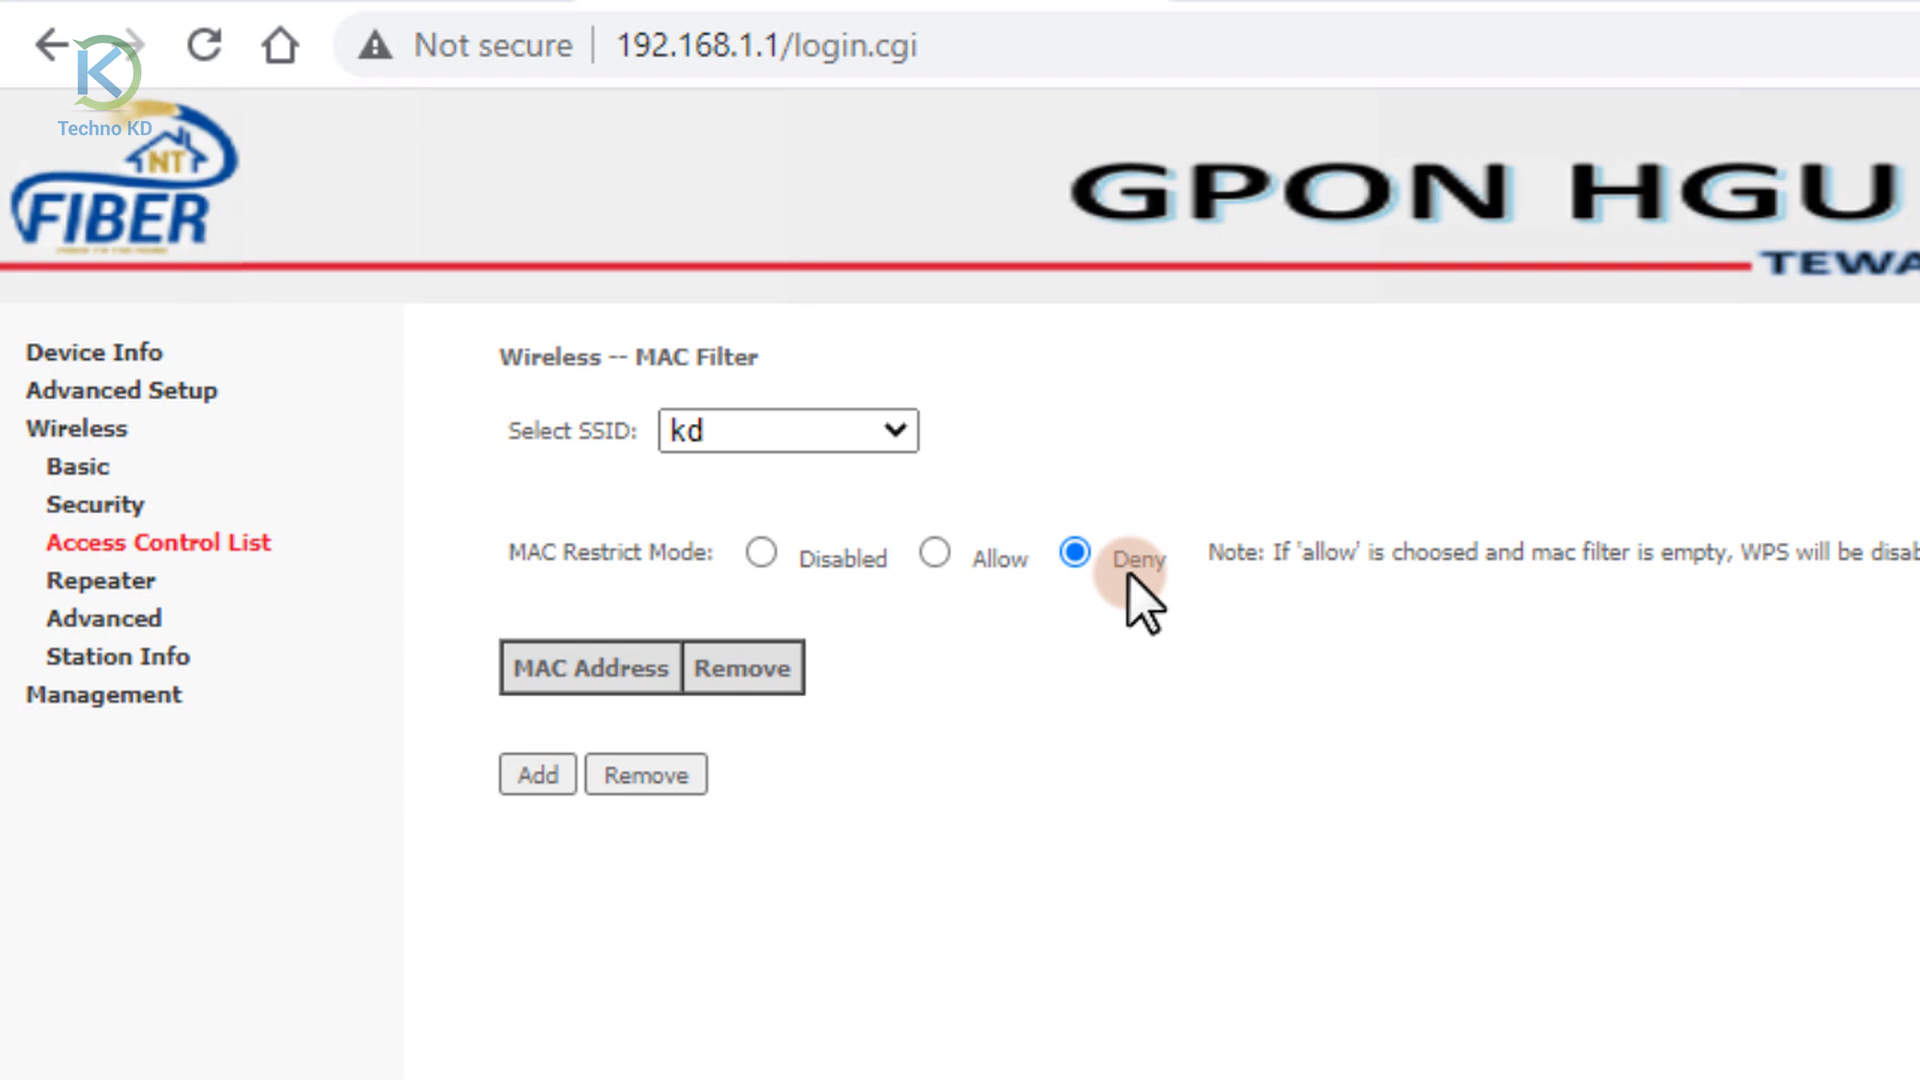 Not secure | 192.168.1.1/login.cgi
Techno KD
NT
FIBER
GPON HGU
TEWA
Device Info
Advanced Setup
Wireless
Basic
Security
Access Control List
Repeater
Advanced
Station Info
Management
Wireless -- MAC Filter
Select SSID: kd
MAC Restrict Mode: Disabled Allow Deny Note: If 'allow' is choosed and mac filter is empty, WPS will be disab
MAC Address Remove
Add Remove